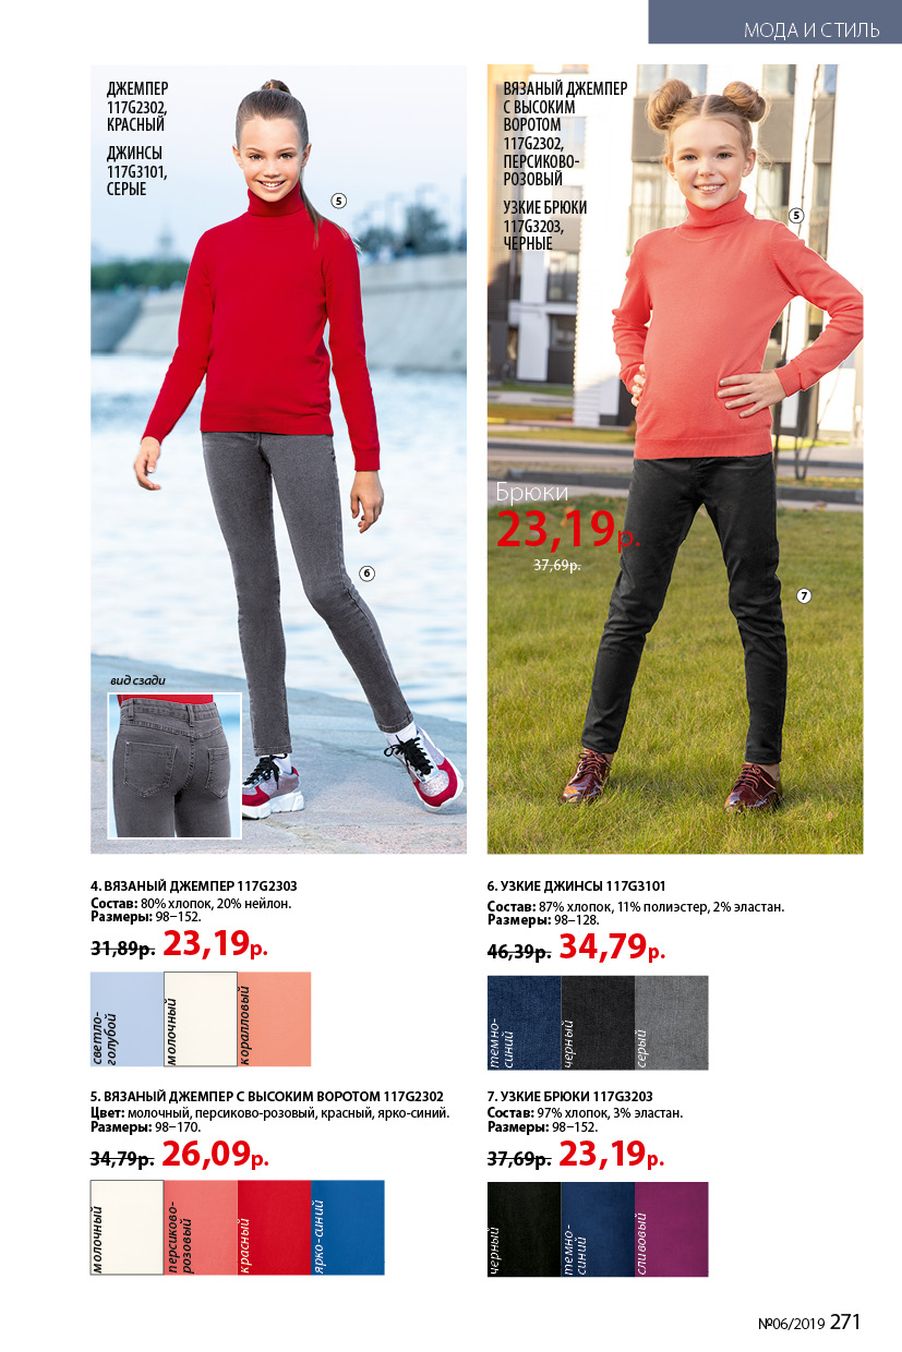 МОДА И СТИЛЬ
ДЖЕМПЕР
117G2302,
КРАСНЫЙ
ДЖИНСЫ
117G3101,
СЕРЫЕ
5
6
вид сзади
ВЯЗАНЫЙ ДЖЕМПЕР
С ВЫСОКИМ
ВОРОТОМ
117G2302,
ПЕРСИКОВО-
РОЗОВЫЙ
УЗКИЕ БРЮКИ
117G3203,
ЧЕРНЫЕ
5
Брюки
23,19р.
37,69р.
7
4. ВЯЗАНЫЙ ДЖЕМПЕР 117G2303
Состав: 80% хлопок, 20% нейлон.
Размеры: 98–152.
31,89р. 23,19р.
светло-
голубой
молочный
коралловый
5. ВЯЗАНЫЙ ДЖЕМПЕР С ВЫСОКИМ ВОРОТОМ 117G2302
Цвет: молочный, персиково-розовый, красный, ярко-синий.
Размеры: 98–170.
34,79р. 26,09р.
молочный
персиково-
розовый
красный
ярко-синий
6. УЗКИЕ ДЖИНСЫ 117G3101
Состав: 87% хлопок, 11% полиэстер, 2% эластан.
Размеры: 98–128.
46,39р. 34,79р.
темно-
синий
черный
серый
7. УЗКИЕ БРЮКИ 117G3203
Состав: 97% хлопок, 3% эластан.
Размеры: 98–152.
37,69р. 23,19р.
черный
темно-
синий
сливовый
№06/2019 271